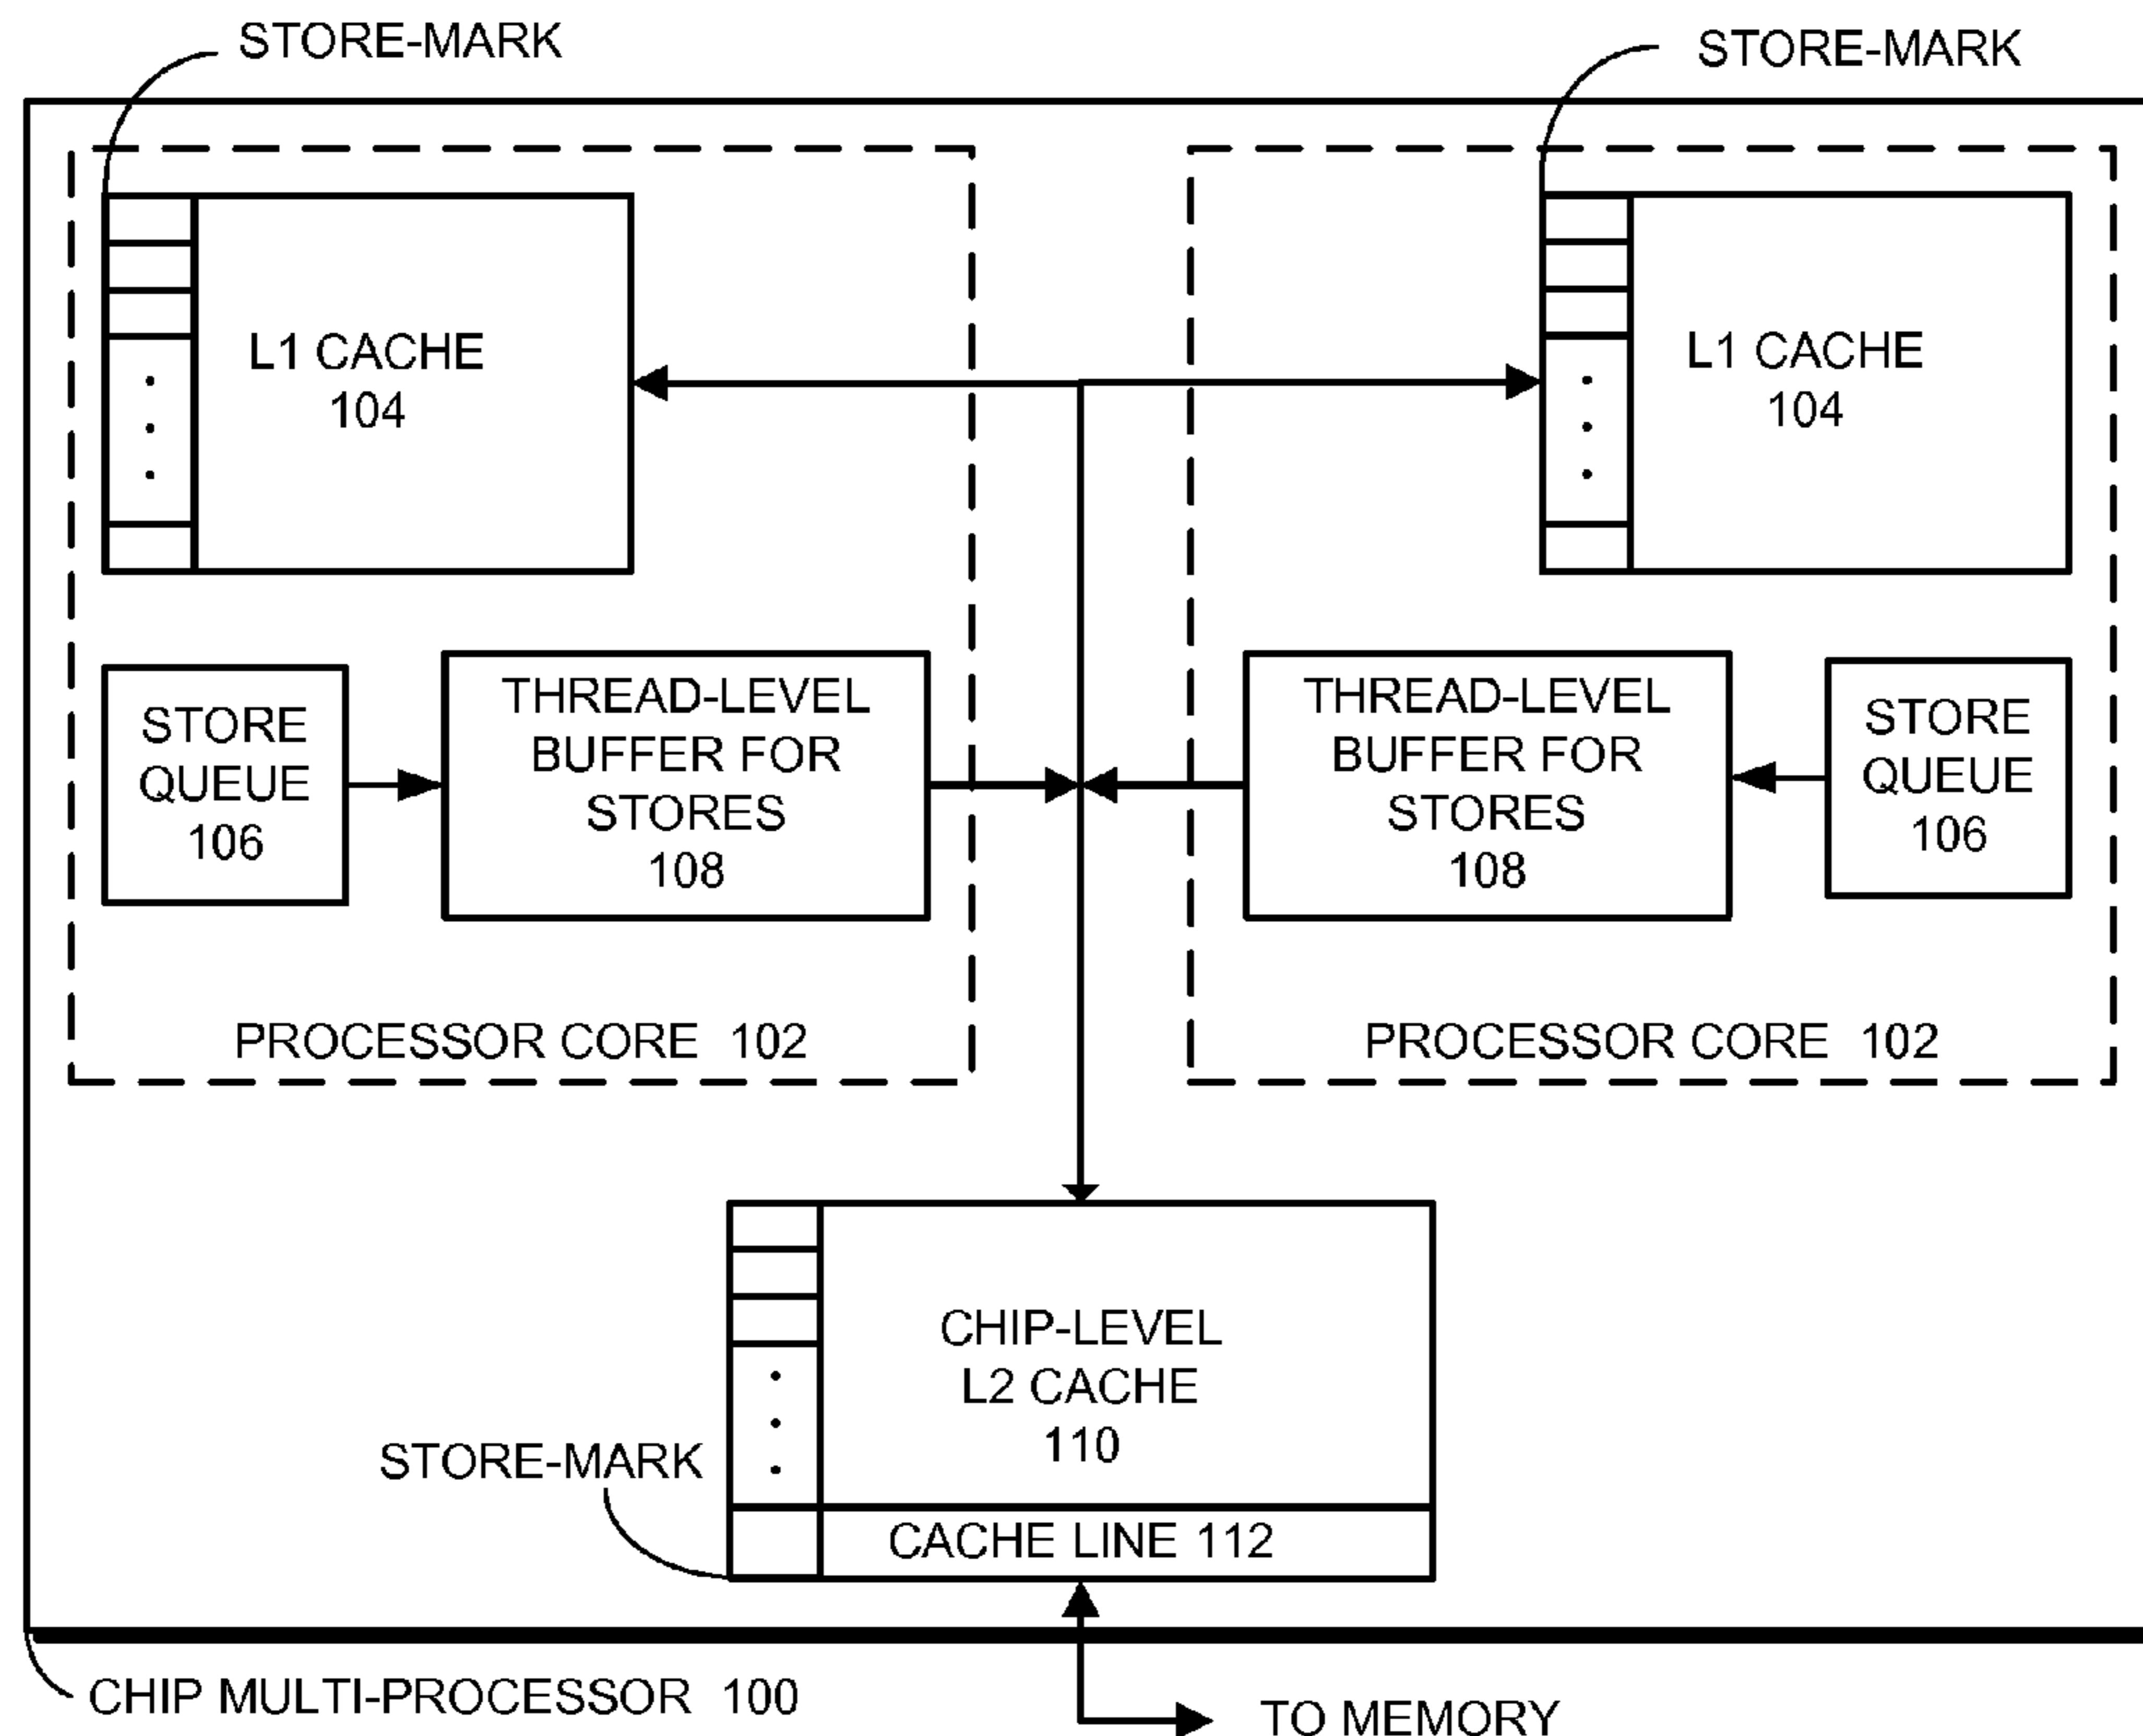 STORE-MARK
STORE-MARK
L1 CACHE
104
L1 CACHE
104
STORE
QUEUE
106
THREAD-LEVEL
BUFFER FOR
STORES
108
THREAD-LEVEL
BUFFER FOR
STORES
108
STORE
QUEUE
106
PROCESSOR CORE 102
PROCESSOR CORE 102
CHIP-LEVEL
L2 CACHE
110
STORE-MARK
CACHE LINE 112
CHIP MULTI-PROCESSOR 100
TO MEMORY